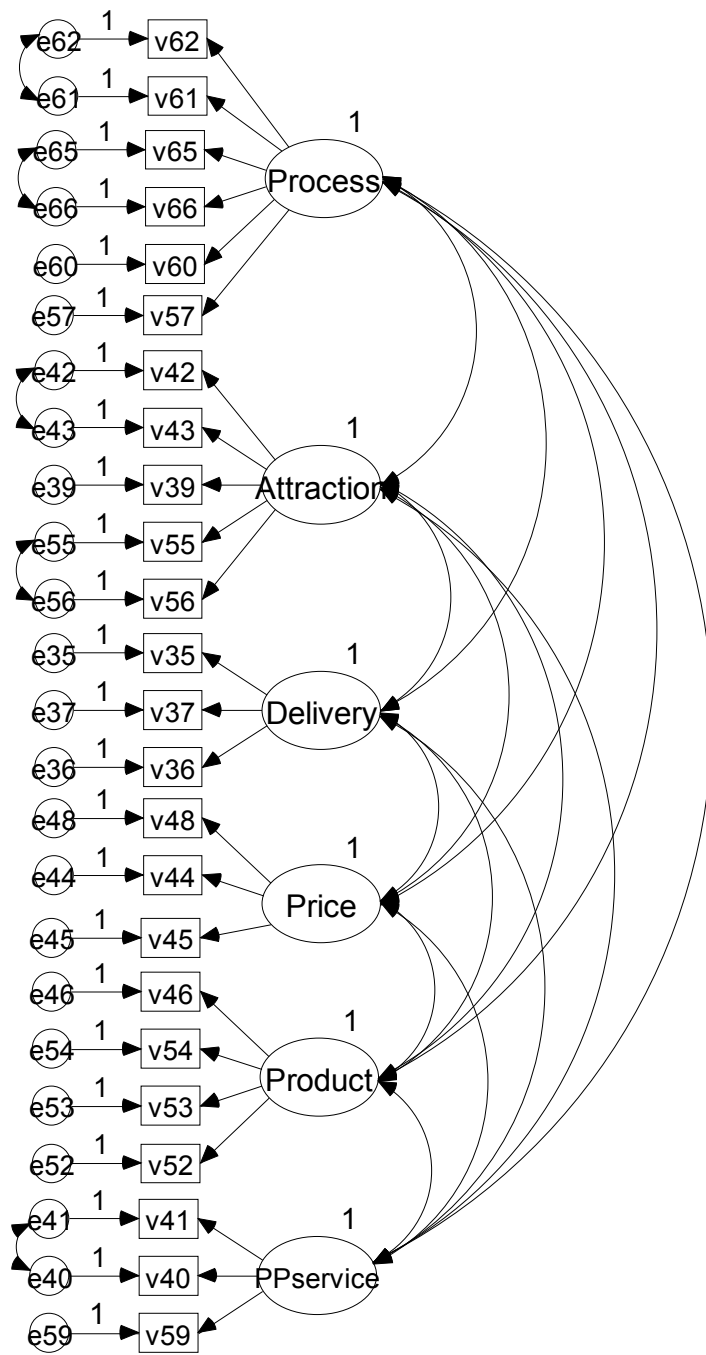 1
e62 v62
1
e61 v61
1
1
e65 v65
Process
1
e66 v66
1
e60 v60
1
e57 v57
1
e42 v42
1
1
e43 v43
1
e39 v39
Attraction
1
e55 v55
1
e56 v56
1
1
e35 v35
1
e37 v37
Delivery
1
e36 v36
1
e48 v48
1
1
e44 v44
Price
1
e45 v45
1
e46 v46
1
1
e54 v54
Product
1
e53 v53
1
e52 v52
1
e41 v41
1
1
e40 v40
PPservice
1
e59 v59